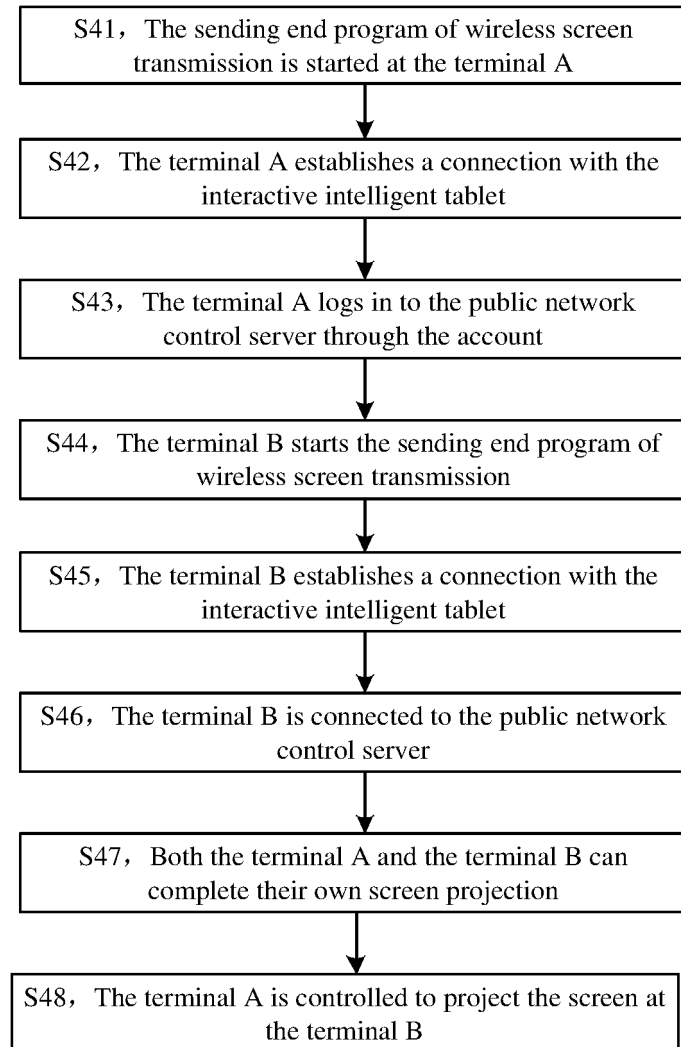 S41，The sending end program of wireless screen
transmission is started at the terminal A
S42，The terminal A establishes a connection with the
interactive intelligent tablet
S43，The terminal A logs in to the public network
control server through the account
S44，The terminal B starts the sending end program of
wireless screen transmission
S45，The terminal B establishes a connection with the
interactive intelligent tablet
S46，The terminal B is connected to the public network
control server
S47，Both the terminal A and the terminal B can
complete their own screen projection
S48，The terminal A is controlled to project the screen at
the terminal B